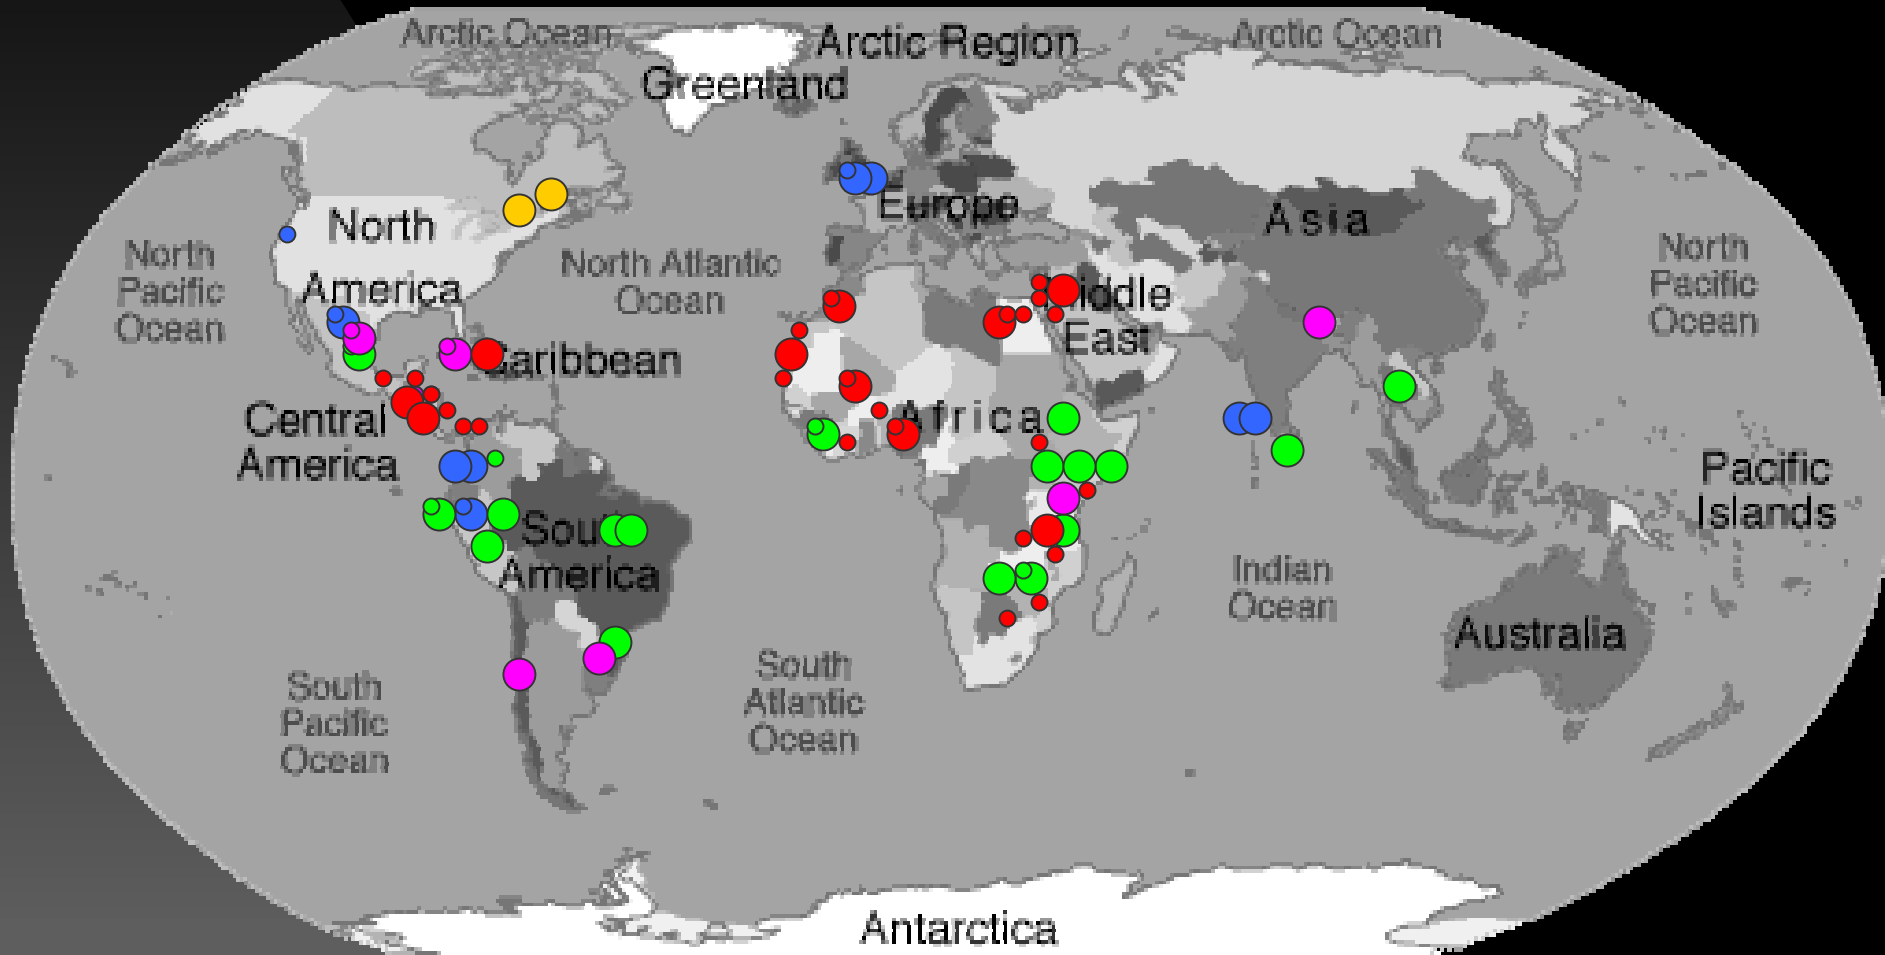 Arctic Ocean
Arctic Region
Arctic Ocean
Greenland
North
America
Europe
Asia
North
Pacific
Ocean
North Atlantic
Ocean
Middle
East
North
Pacific
Ocean
Caribbean
Central
America
Africa
Pacific
Islands
South
America
Indian
Ocean
Australia
South
Pacific
Ocean
South
Atlantic
Ocean
Antarctica